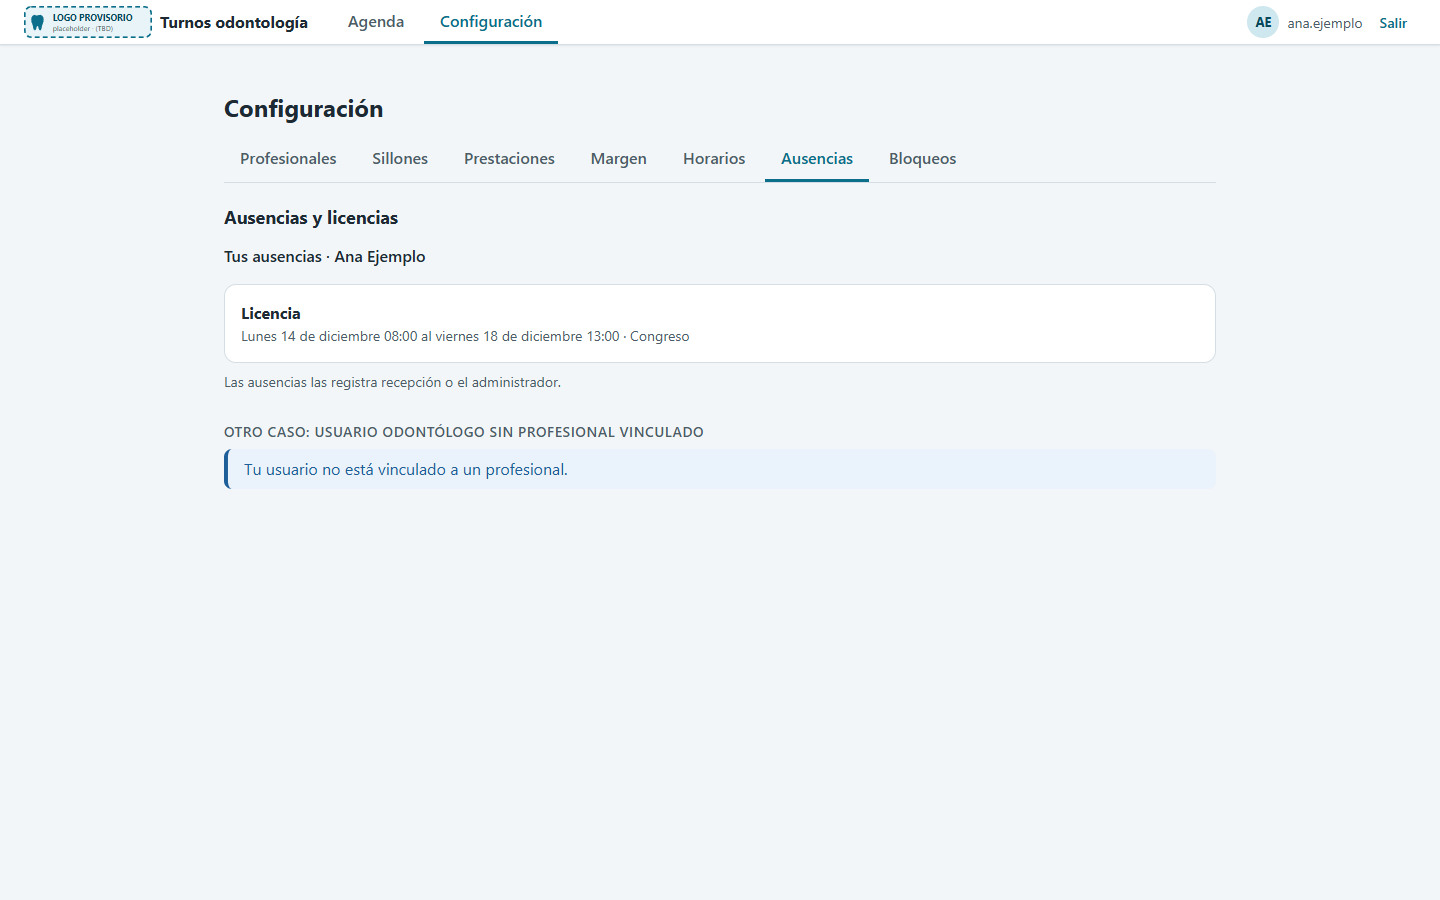 LOGO PROVISORIO
placeholder · (TBD)
Turnos odontología
Agenda
Configuración
AE
ana.ejemplo
Salir
Configuración
Profesionales
Sillones
Prestaciones
Margen
Horarios
Ausencias
Bloqueos
Ausencias y licencias
Tus ausencias · Ana Ejemplo
Licencia
Lunes 14 de diciembre 08:00 al viernes 18 de diciembre 13:00 · Congreso
Las ausencias las registra recepción o el administrador.
OTRO CASO: USUARIO ODONTÓLOGO SIN PROFESIONAL VINCULADO
Tu usuario no está vinculado a un profesional.